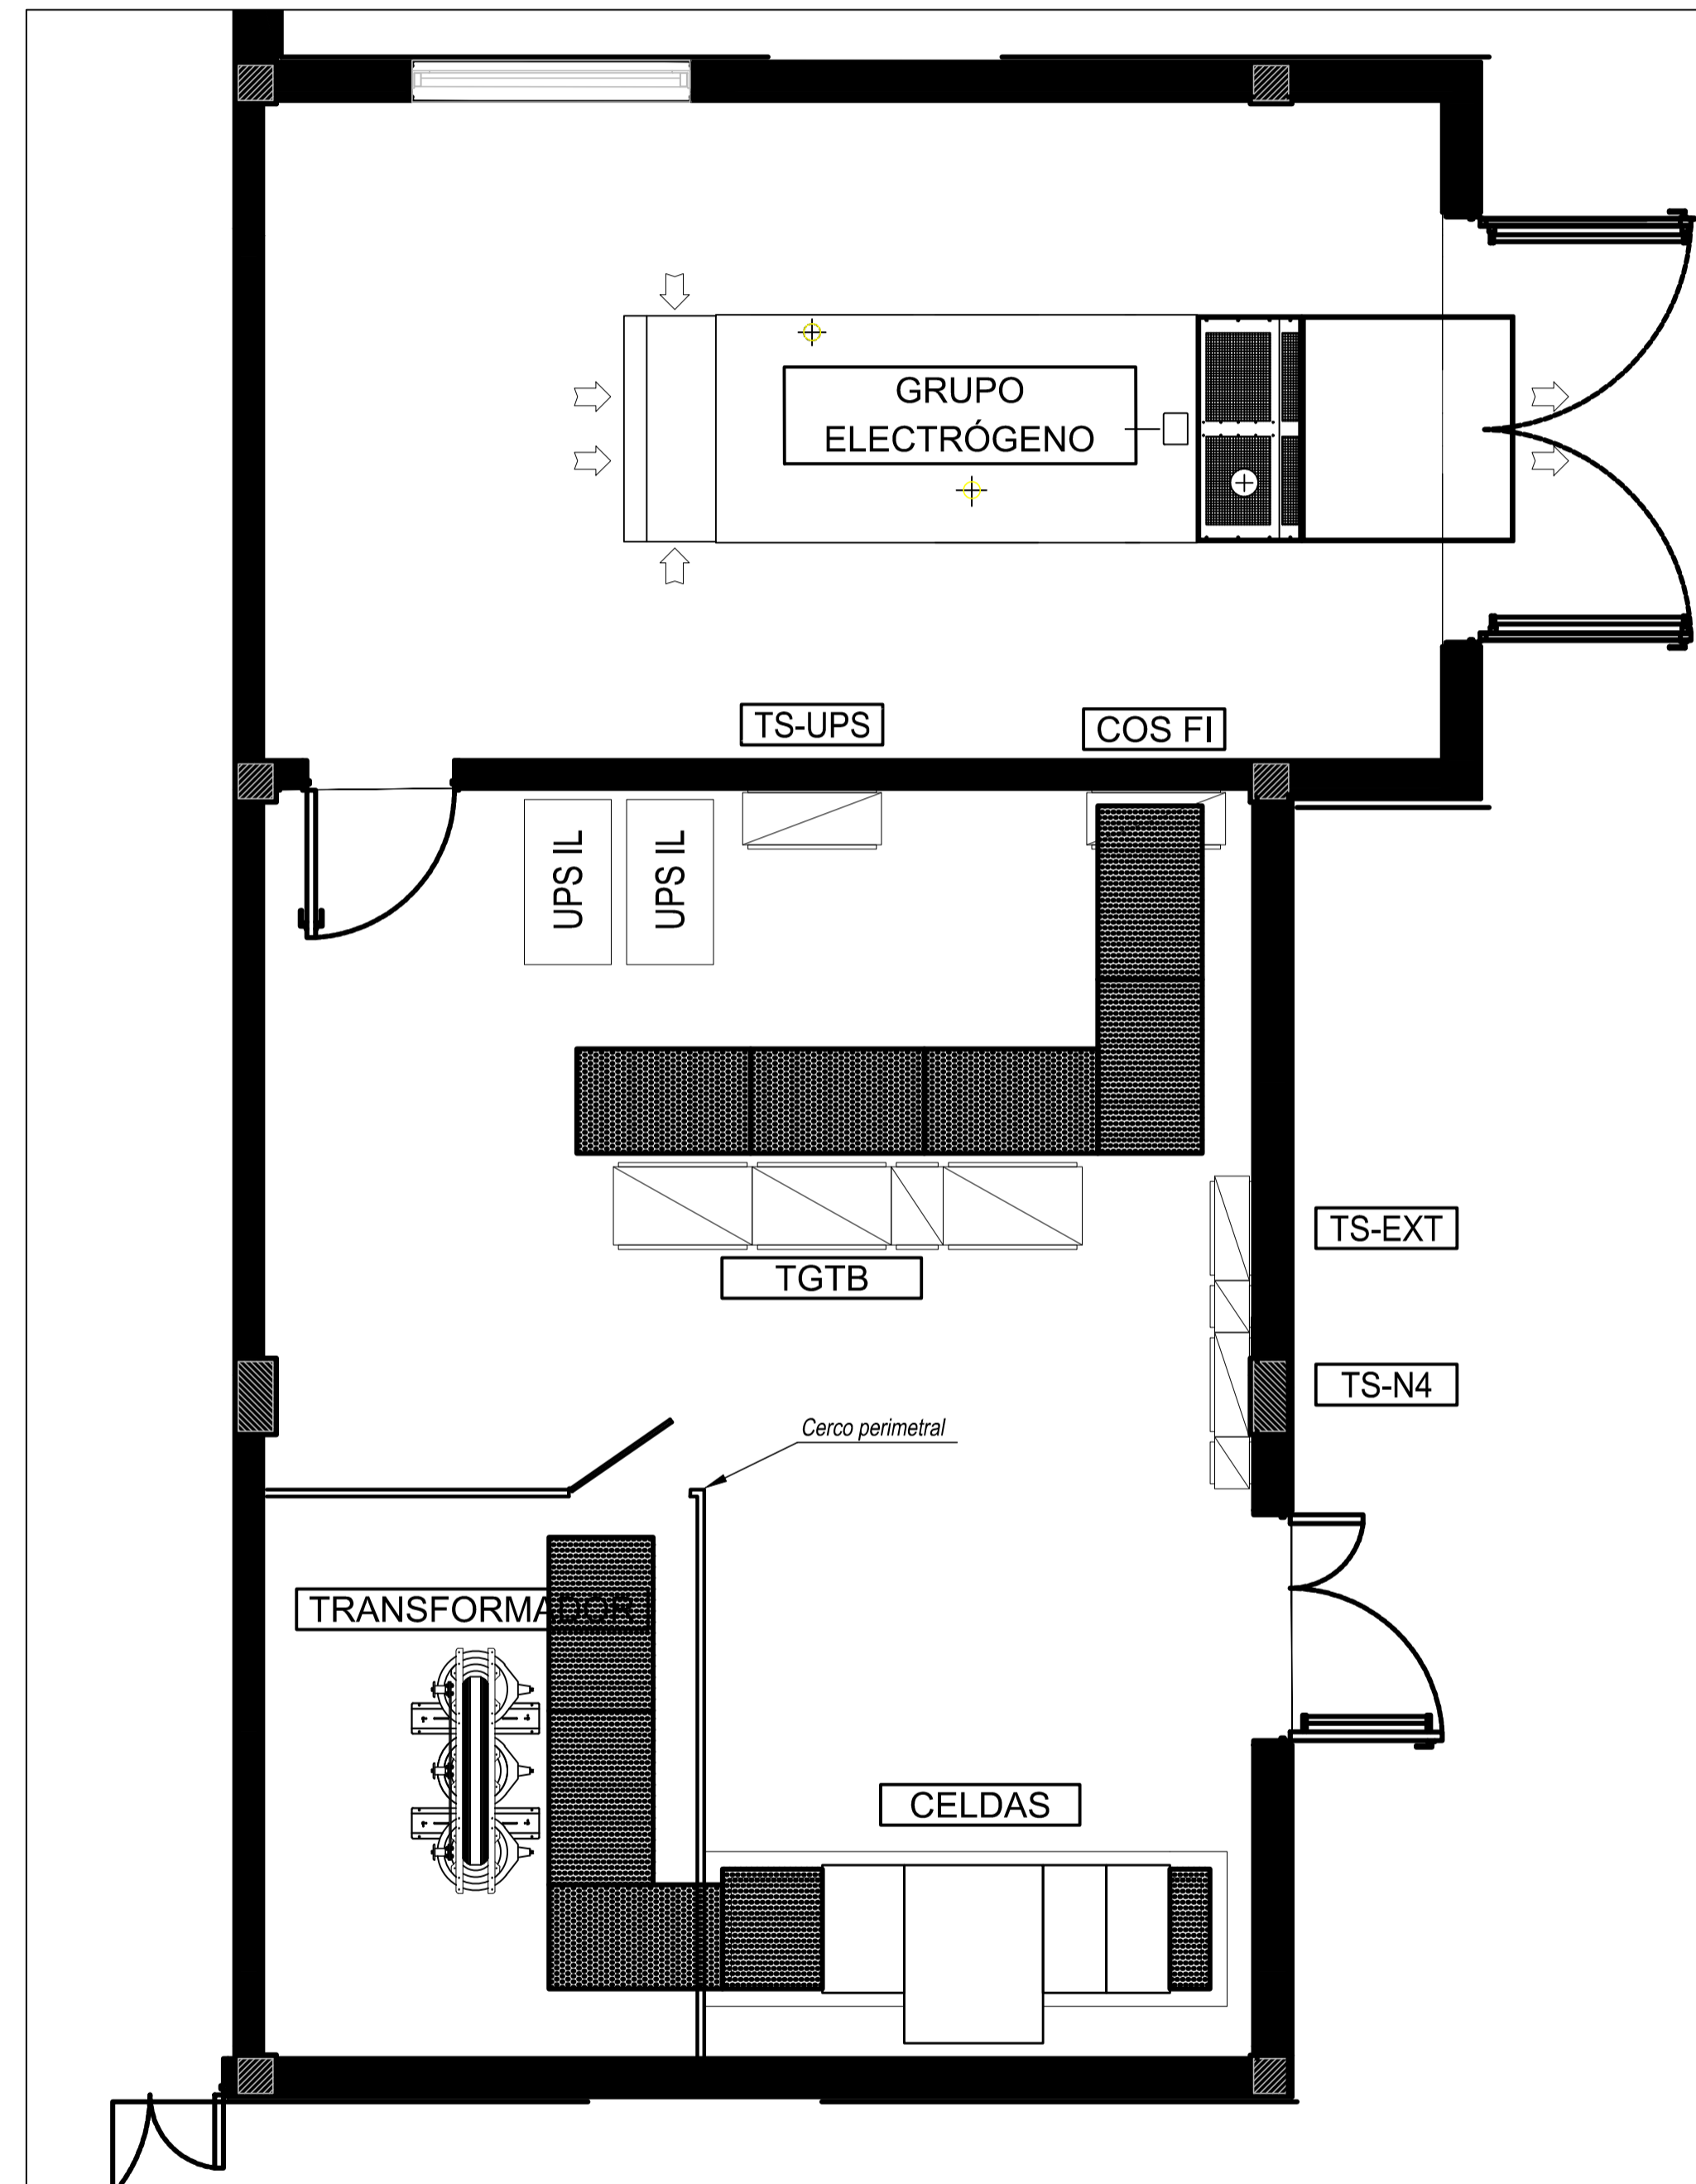 GRUPO
ELECTRÓGENO
TS-UPS
COS FI
UPS IL
UPS IL
TS-EXT
TGTB
TS-N4
Cerco perimetral
TRANSFORMADOR
CELDAS